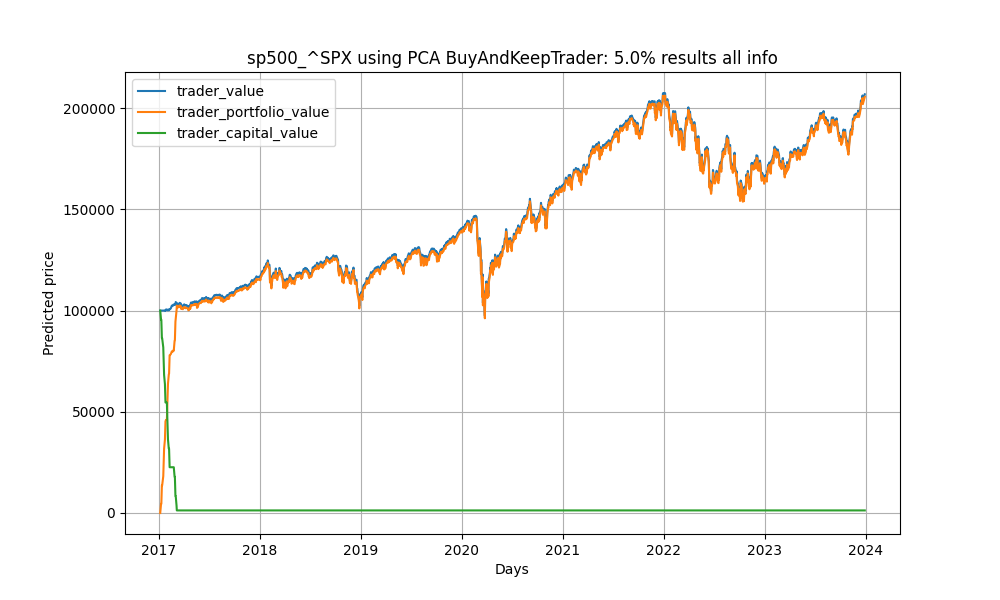 sp500_^SPX using PCA BuyAndKeepTrader: 5.0% results all info
trader_value
trader_portfolio_value
trader_capital_value
200000
150000
100000
50000
0
Predicted price
2017 2018 2019 2020 2021 2022 2023 2024
Days